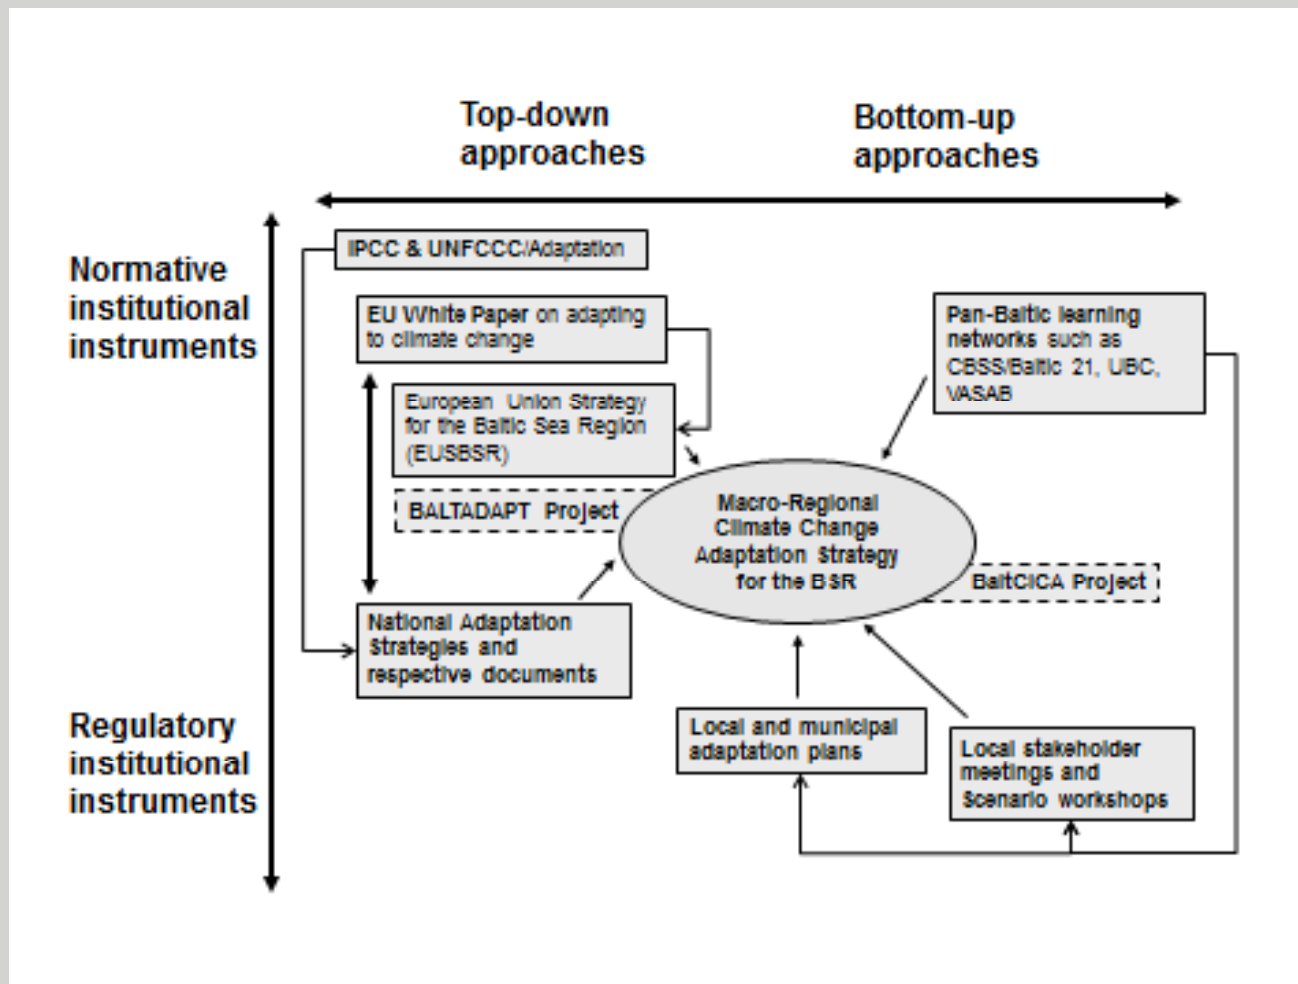 Top-down
approaches
Bottom-up
approaches
Normative
institutional
instruments
IPCC & UNFCCC/Adaptation
EU White Paper on adapting
to climate change
European Union Strategy
for the Baltic Sea Region
(EUSBSR)
BALTADAPT Project
Pan-Baltic learning
networks such as
CBSS/Baltic 21, UBC,
VASAB
Macro-Regional
Climate Change
Adaptation Strategy
for the BSR
BaltCICA Project
National Adaptation
Strategies and
respective documents
Regulatory
institutional
instruments
Local and municipal
adaptation plans
Local stakeholder
meetings and
Scenario workshops